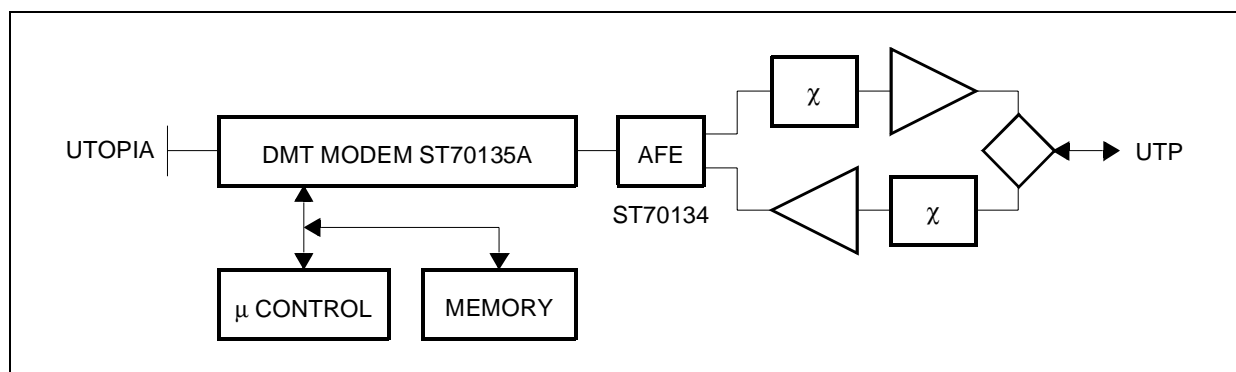 χ
UTOPIA
DMT MODEM ST70135A
AFE
UTP
ST70134
χ
μ CONTROL
MEMORY